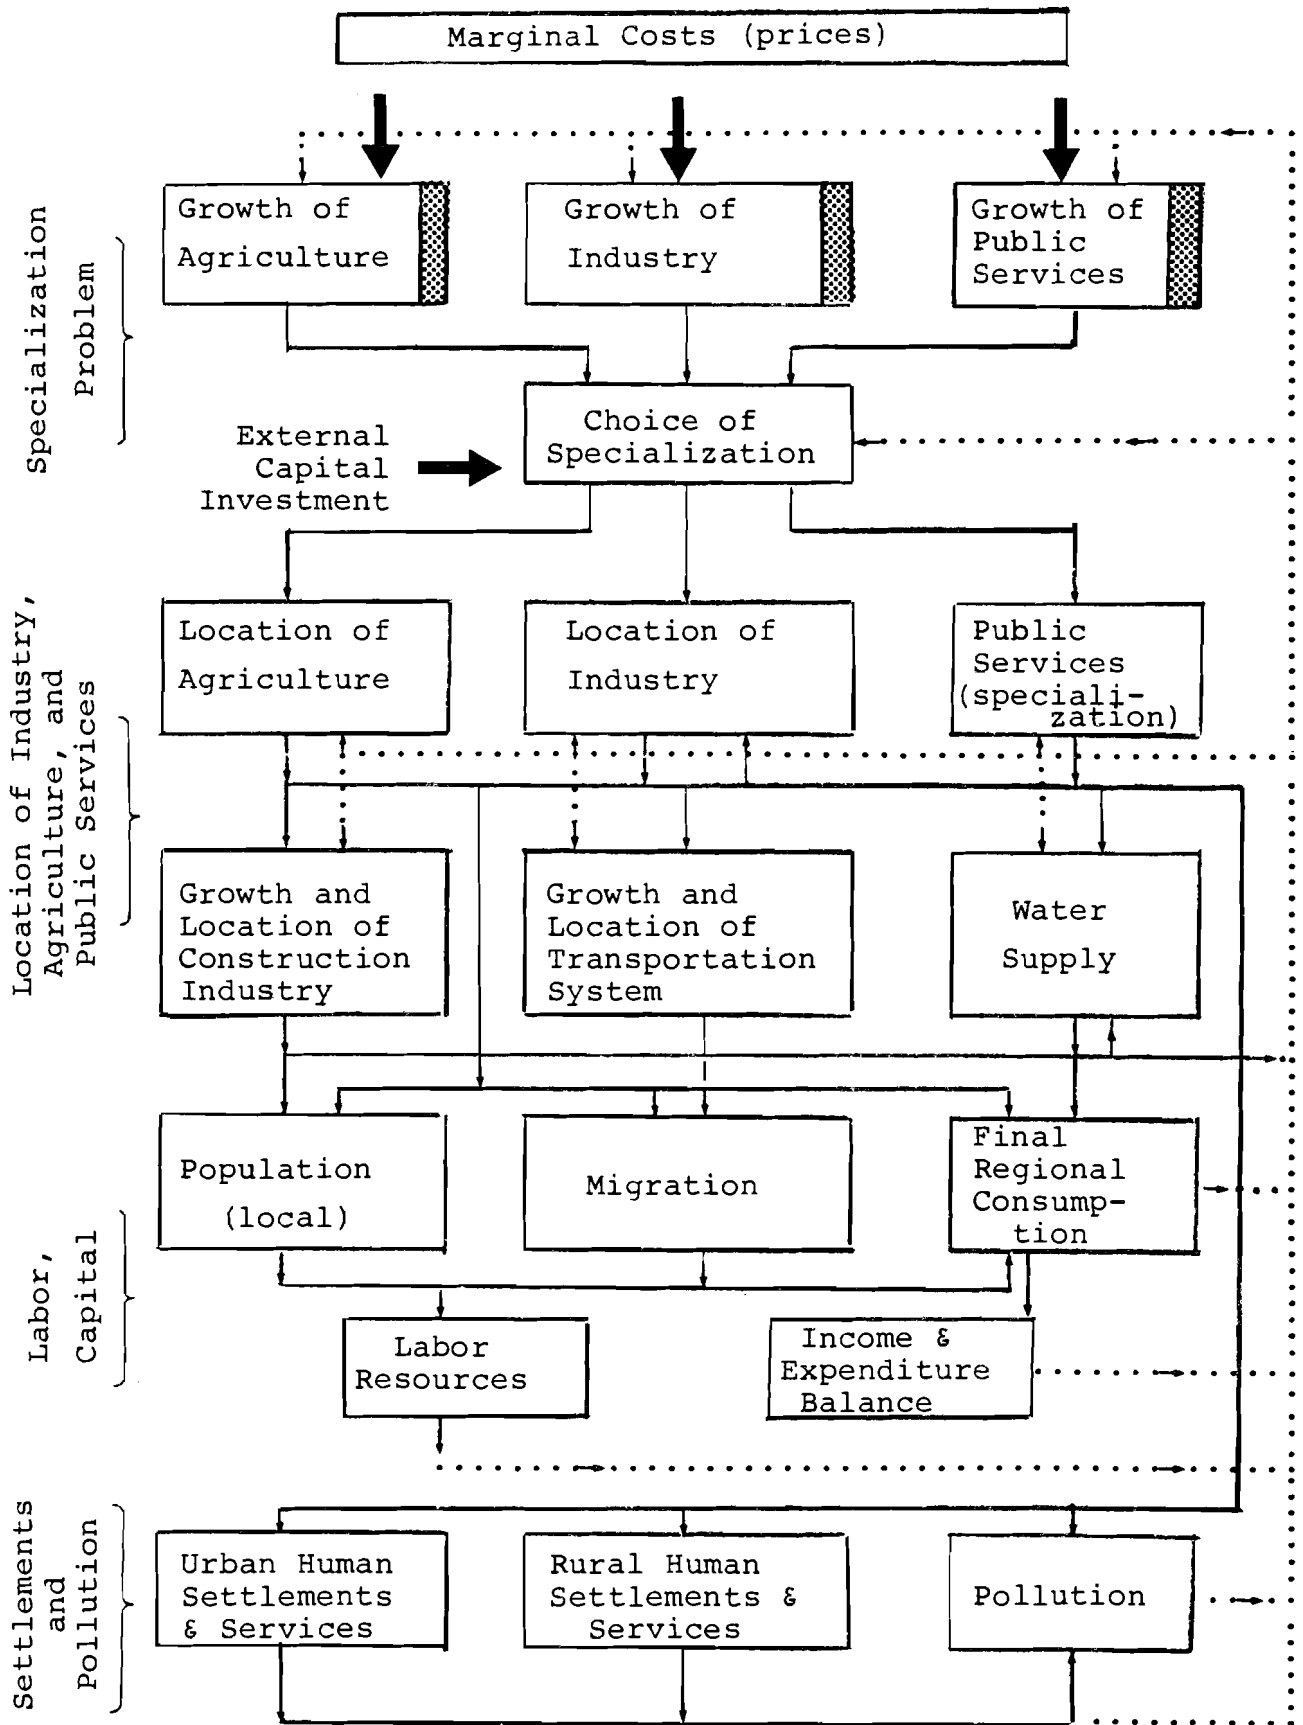 Marginal Costs (prices)
Specialization
Problem
Growth of
Agriculture
Growth of
Industry
Growth of
Public
Services
External
Capital
Investment
Choice of
Specialization
Location of Industry,
Agriculture, and
Public Services
Location of
Agriculture
Location of
Industry
Public
Services
(speciali-
zation)
Growth and
Location of
Construction
Industry
Growth and
Location of
Transportation
System
Water
Supply
Labor,
Capital
Population
(local)
Migration
Final
Regional
Consump-
tion
Labor
Resources
Income &
Expenditure
Balance
Settlements
and
Pollution
Urban Human
Settlements
& Services
Rural Human
Settlements &
Services
Pollution